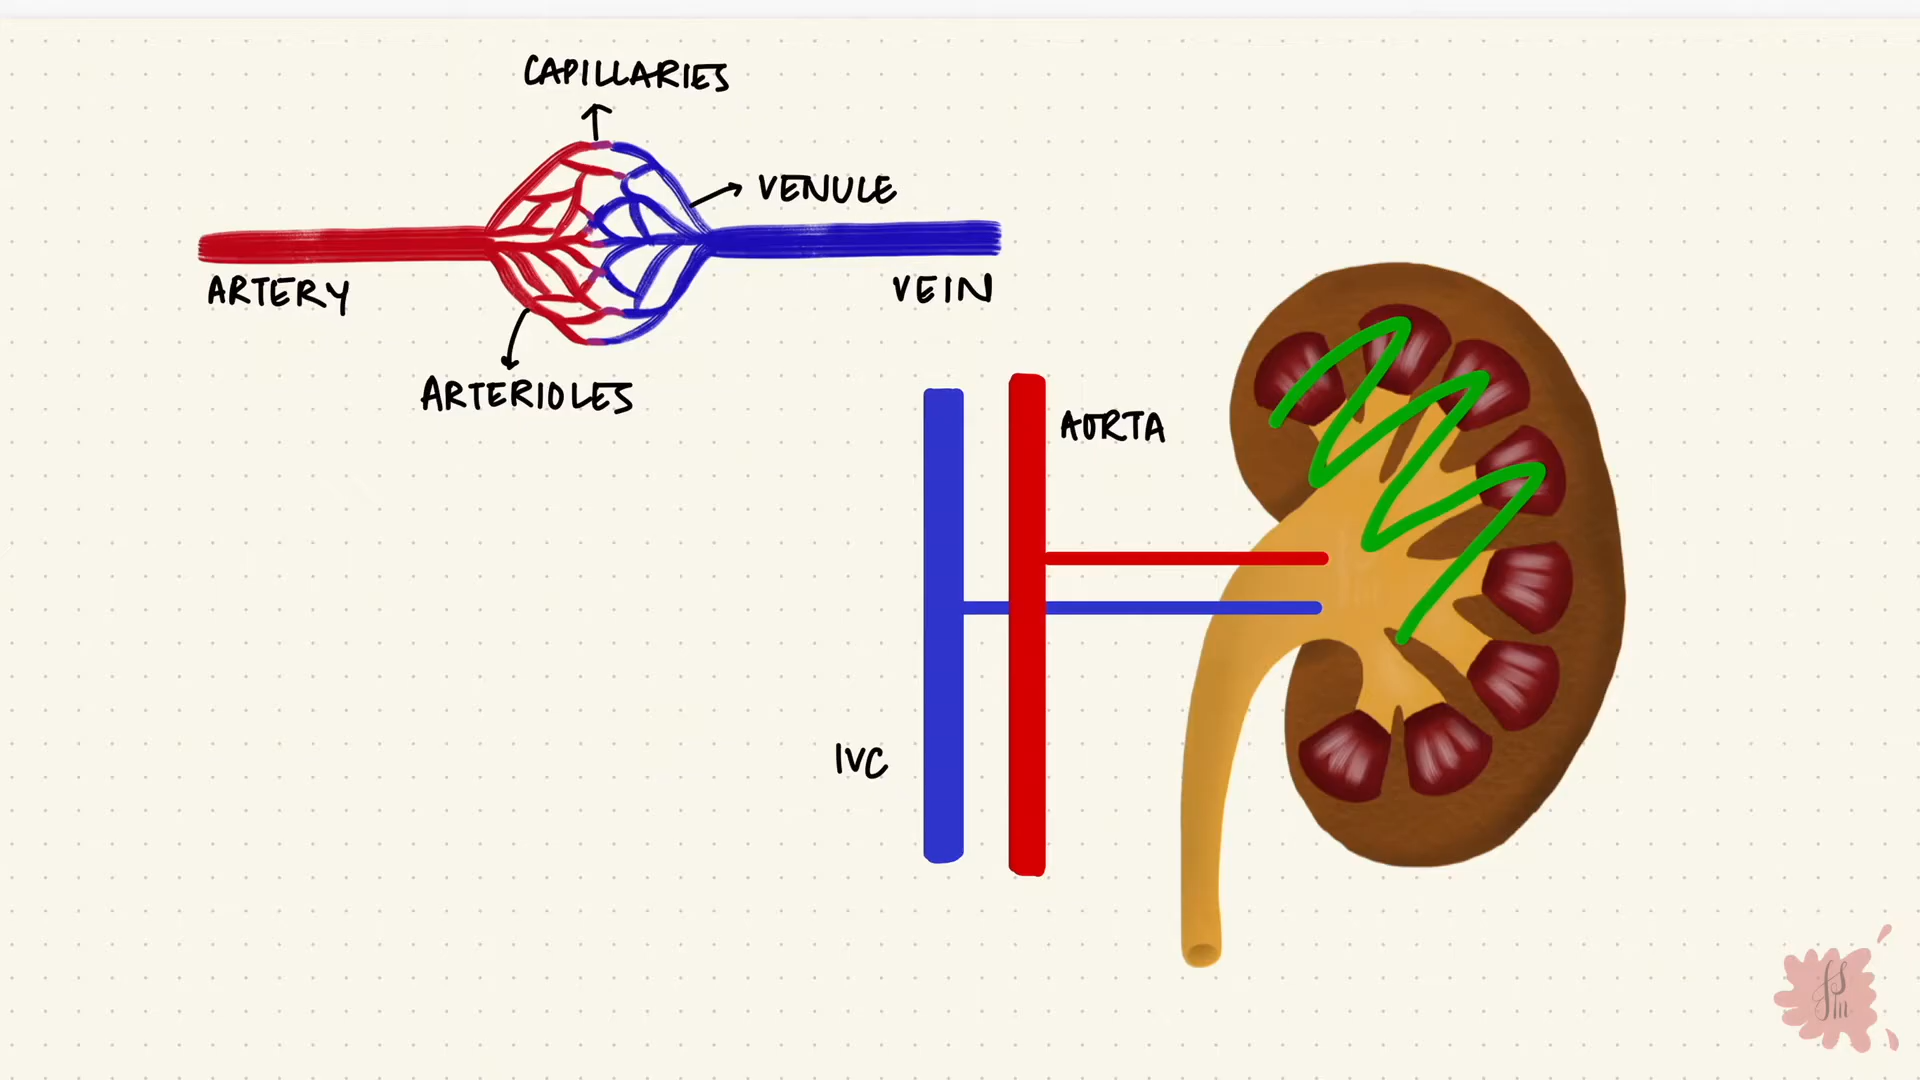 CAPILLARIES
VENULE
ARTERY
VEIN
ARTERIOLES
AORTA
IVC